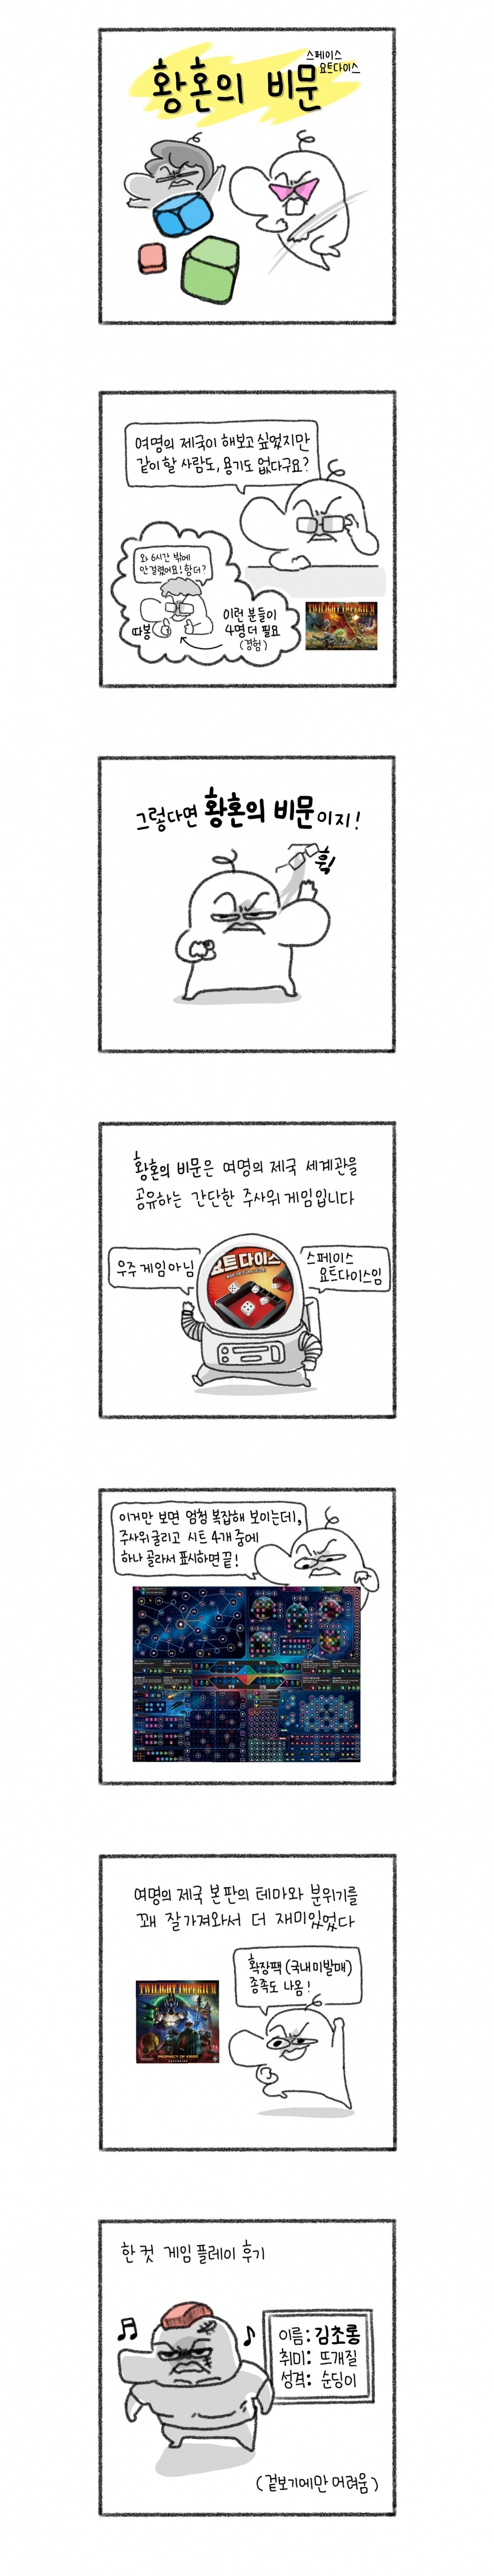 스페이스
요트다이스
황혼의 비문
여명의 제국이 해보고 싶었지만
같이 할 사람도, 용기도 없다구요?
와 6시간 밖에
안 걸렸어요! 함 더?
따봉
이런 분들이
4명 더 필요
(경험)
TWILIGHT IMPERIUM
그렇다면 황혼의 비문이지!
휙!
황혼의 비문은 여명의 제국 세계관을
공유하는 간단한 주사위 게임입니다
우주 게임 아님
요트다이스
스페이스
요트다이스임
이거만 보면 엄청 복잡해 보이는데,
주사위 굴리고 시트 4개 중에
하나 골라서 표시하면 끝!
여명의 제국 본판의 테마와 분위기를
꽤 잘 가져와서 더 재미있었다
확장팩 (국내 미발매)
종족도 나옴!
TWILIGHT IMPERIUM
PROPHECY OF KINGS
EXPANSION
한 컷 게임 플레이 후기
이름: 김초롱
취미: 뜨개질
성격: 순딩이
(겉보기에만 어려움)